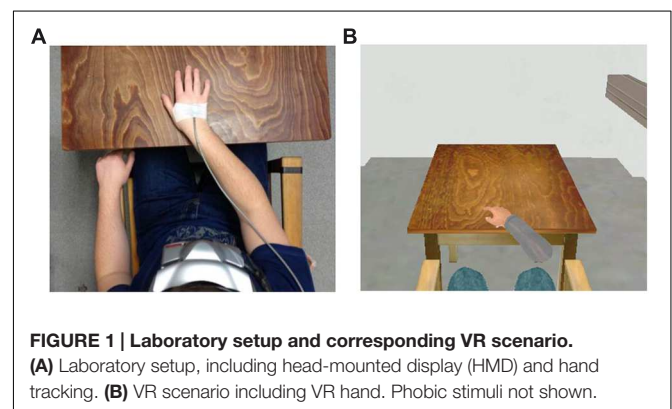 A
B
FIGURE 1 | Laboratory setup and corresponding VR scenario.
(A) Laboratory setup, including head-mounted display (HMD) and hand
tracking. (B) VR scenario including VR hand. Phobic stimuli not shown.